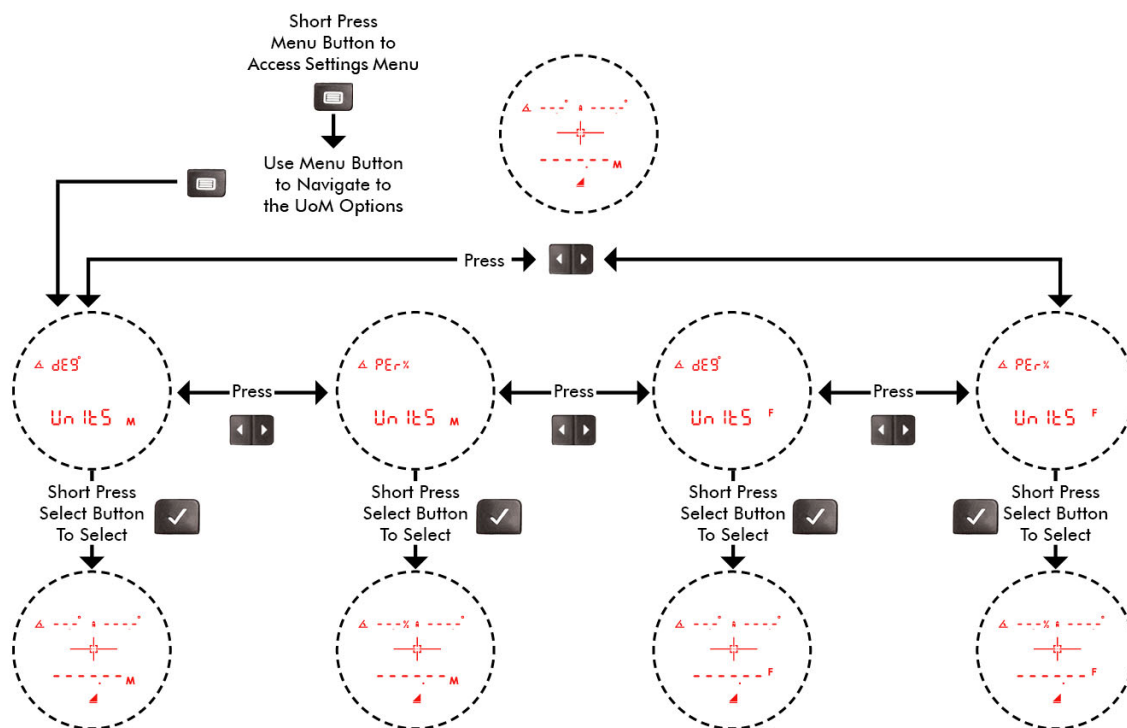 Short Press
Menu Button to
Access Settings Menu
Use Menu Button
to Navigate to
the UoM Options
∡ ---.-° A ---.-°
-----.- M
Press
∡ dEg°
UnItS M
Press
∡ PEr%
UnItS M
Press
∡ dEg°
UnItS F
Press
∡ PEr%
UnItS F
Short Press
Select Button
To Select
Short Press
Select Button
To Select
Short Press
Select Button
To Select
Short Press
Select Button
To Select
∡ ---.-° A ---.-°
-----.- M
∡ ---.-% A ---.-°
-----.- M
∡ ---.-° A ---.-°
-----.- F
∡ ---.-% A ---.-°
-----.- F